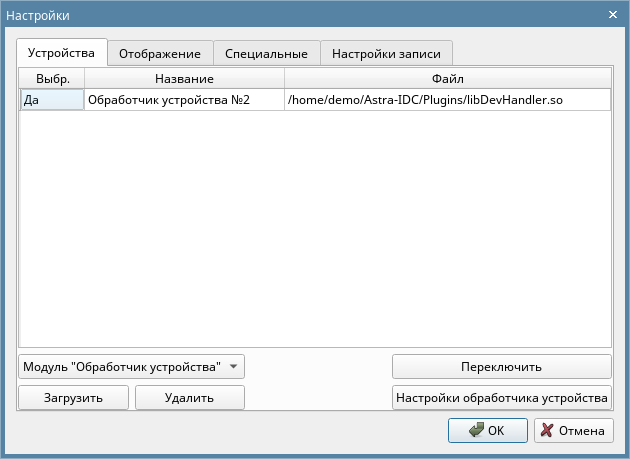 Настройки
Устройства Отображение Специальные Настройки записи
Выбр. Название Файл
Да Обработчик устройства №2 /home/demo/Astra-IDC/Plugins/libDevHandler.so
Модуль "Обработчик устройства" Переключить
Загрузить Удалить Настройки обработчика устройства
OK Отмена